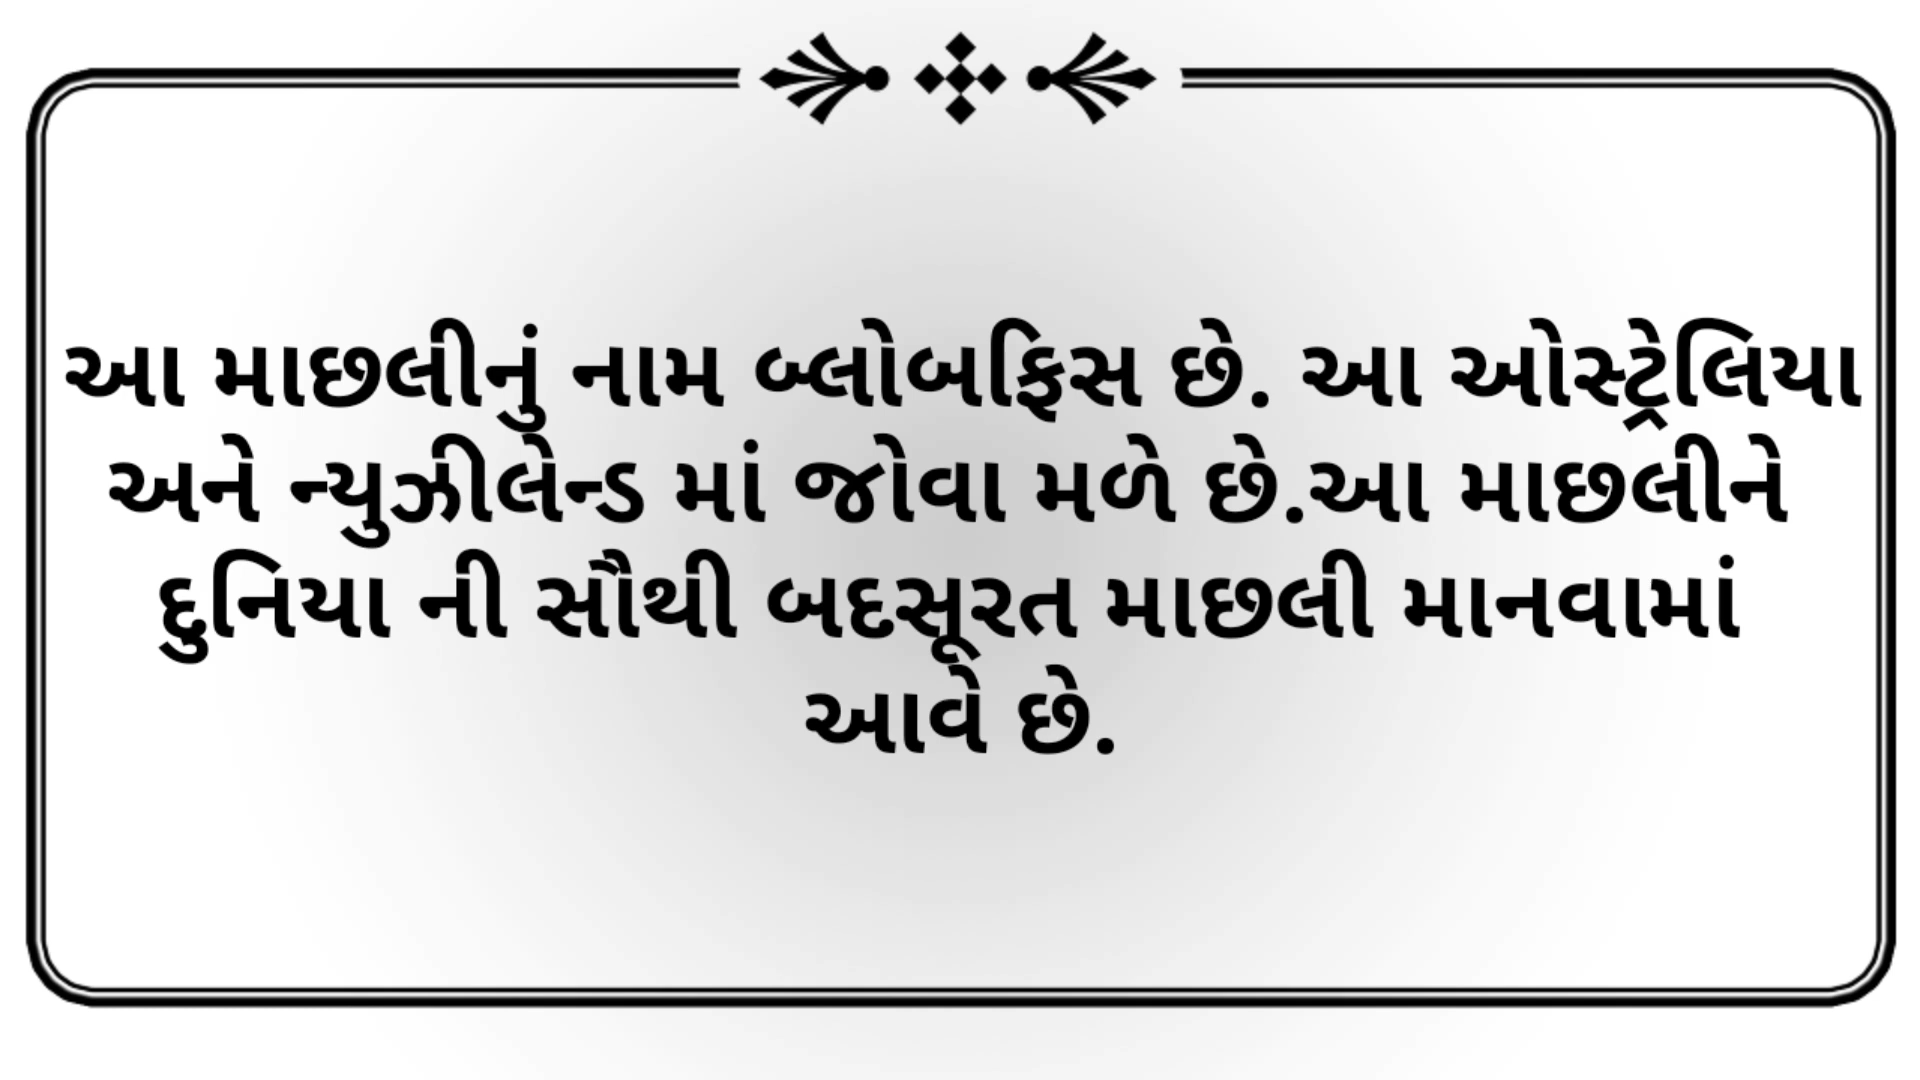 આ માછલીનું નામ બ્લોબફિસ છે. આ ઓસ્ટ્રેલિયા
અને ન્યુઝીલેન્ડ માં જોવા મળે છે.આ માછલીને
દુનિયા ની સૌથી બદસૂરત માછલી માનવામાં
આવે છે.